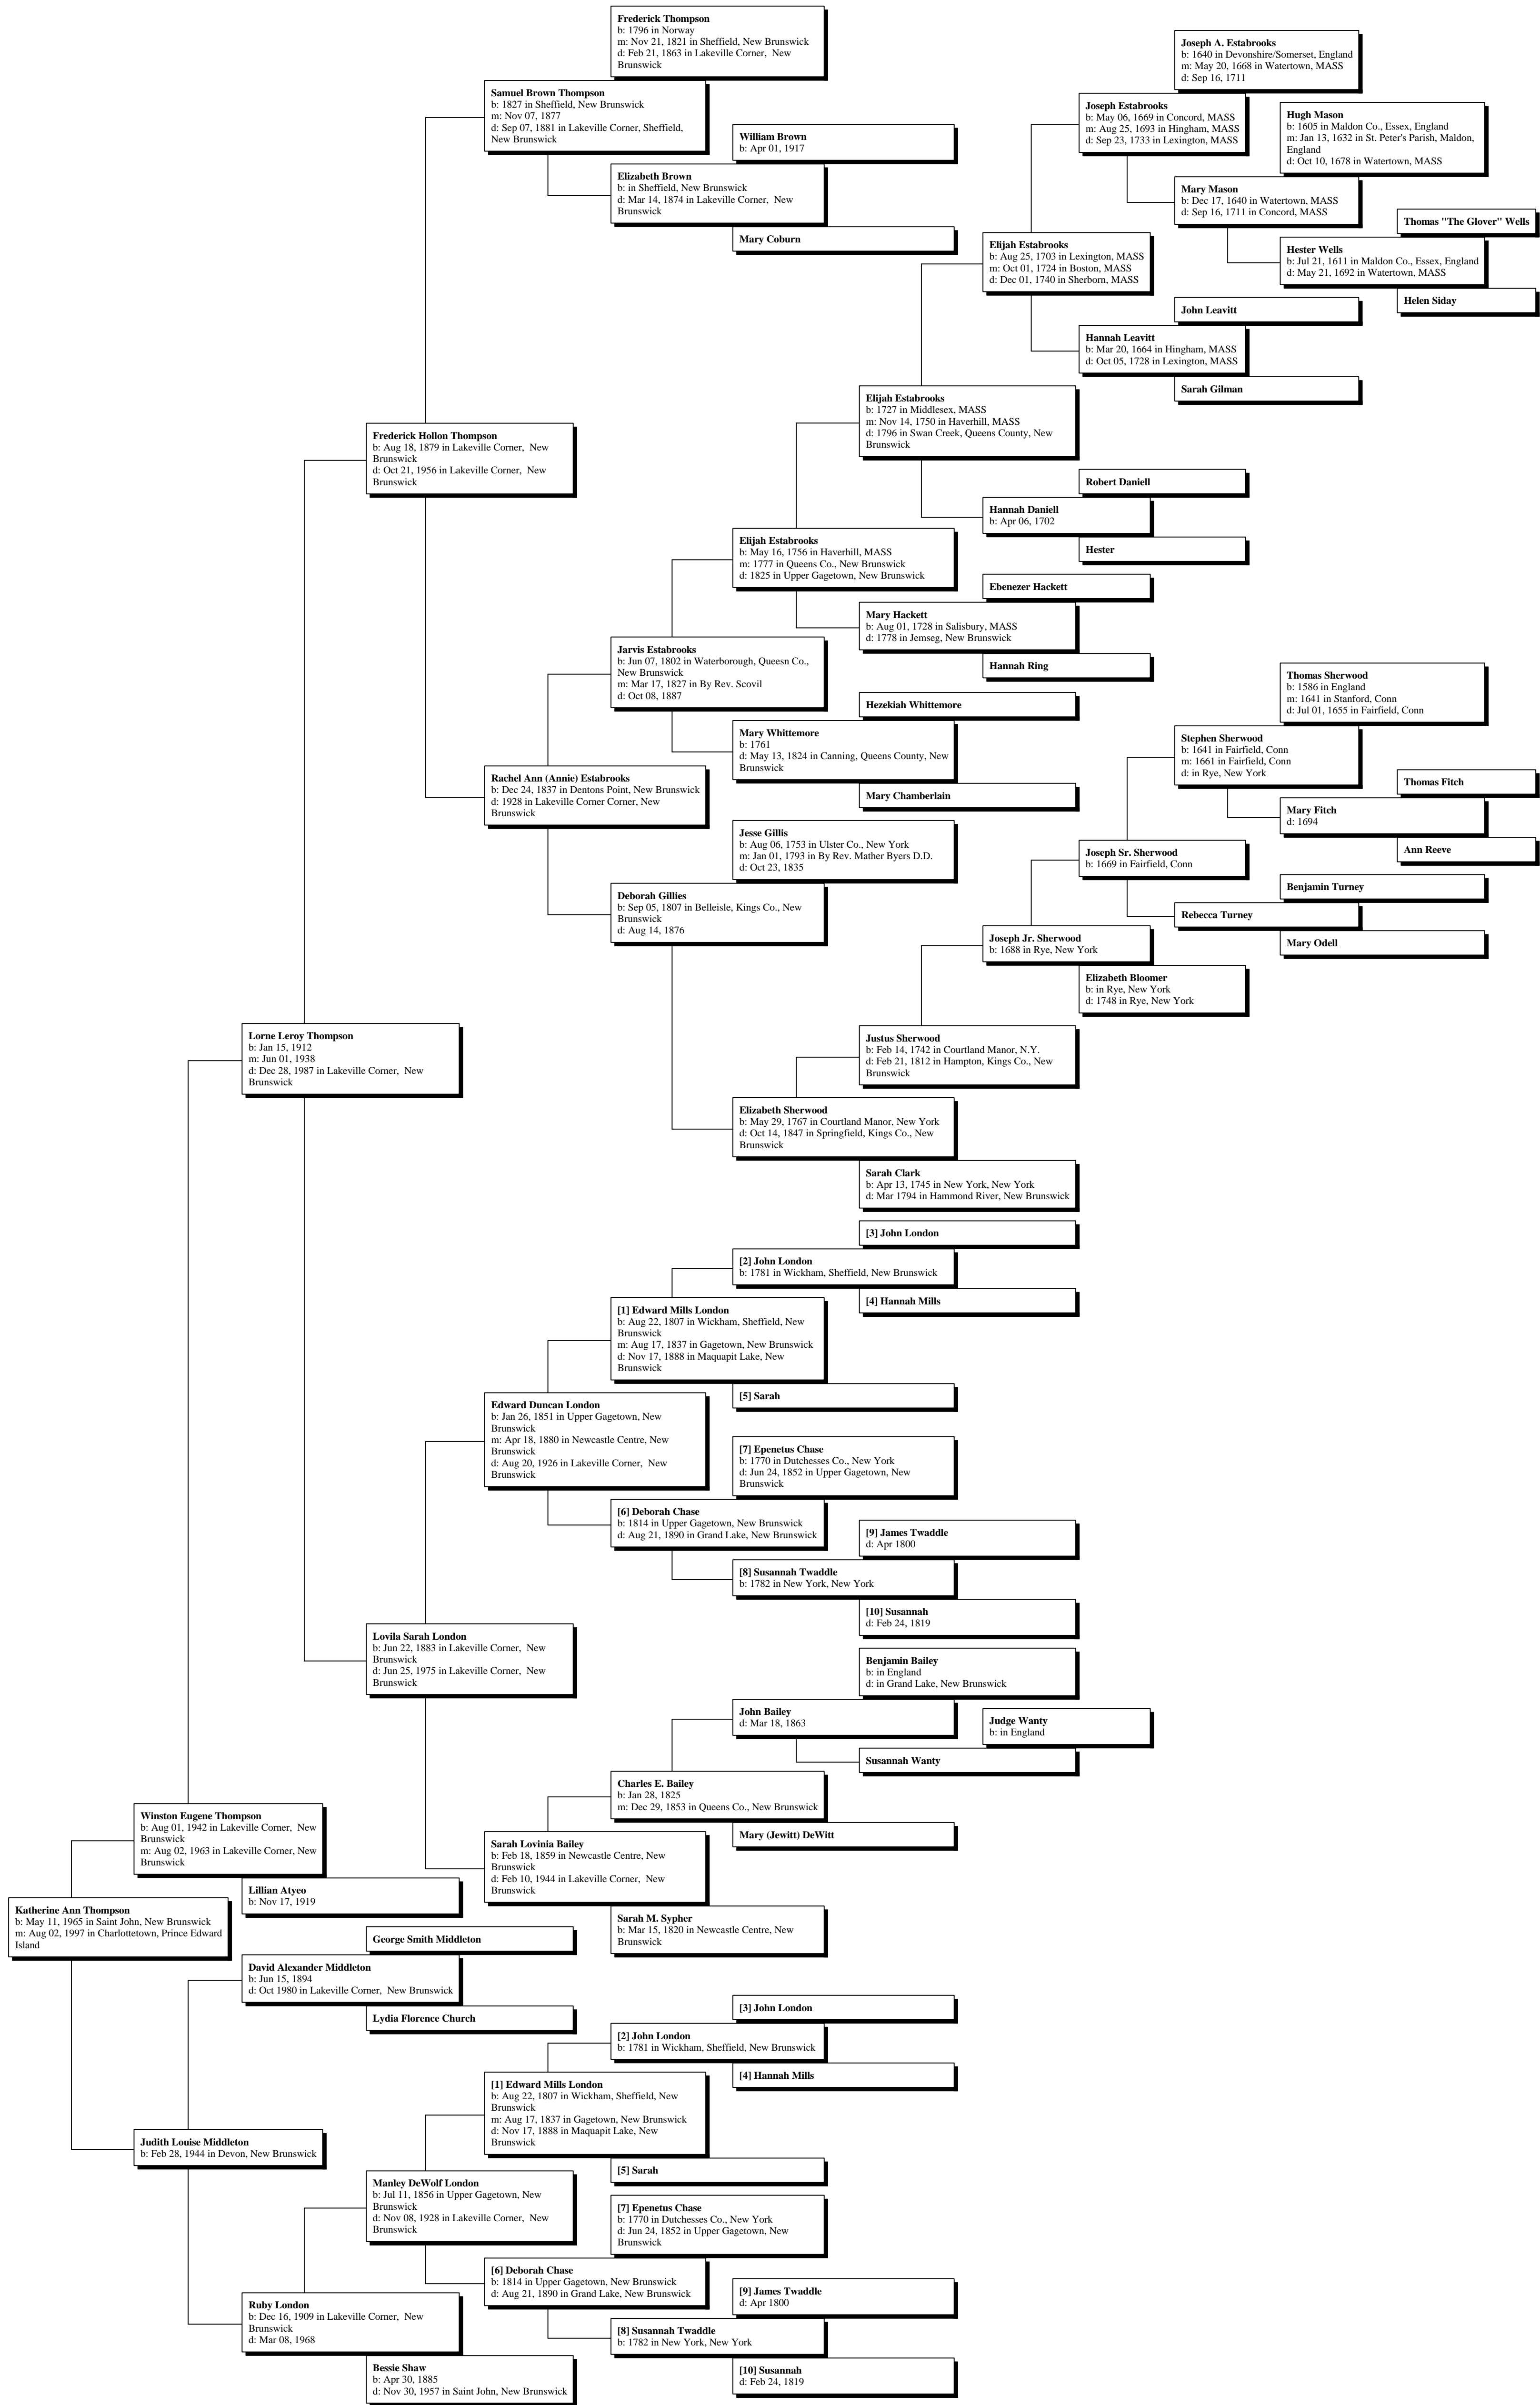 Frederick Thompson
b: 1796 in Norway
m: Nov 21, 1821 in Sheffield, New Brunswick
d: Feb 21, 1863 in Lakeville Corner, New
Brunswick
Samuel Brown Thompson
b: 1827 in Sheffield, New Brunswick
m: Nov 07, 1877
d: Sep 07, 1881 in Lakeville Corner, Sheffield,
New Brunswick
William Brown
b: Apr 01, 1917
Elizabeth Brown
b: in Sheffield, New Brunswick
d: Mar 14, 1874 in Lakeville Corner, New
Brunswick
Mary Coburn
Joseph A. Estabrooks
b: 1640 in Devonshire/Somerset, England
m: May 20, 1668 in Watertown, MASS
d: Sep 16, 1711
Joseph Estabrooks
b: May 06, 1669 in Concord, MASS
m: Aug 25, 1693 in Hingham, MASS
d: Sep 23, 1733 in Lexington, MASS
Hugh Mason
b: 1605 in Maldon Co., Essex, England
m: Jan 13, 1632 in St. Peter's Parish, Maldon,
England
d: Oct 10, 1678 in Watertown, MASS
Mary Mason
b: Dec 17, 1640 in Watertown, MASS
d: Sep 16, 1711 in Concord, MASS
Thomas "The Glover" Wells
Hester Wells
b: Jul 21, 1611 in Maldon Co., Essex, England
d: May 21, 1692 in Watertown, MASS
Helen Siday
Elijah Estabrooks
b: Aug 25, 1703 in Lexington, MASS
m: Oct 01, 1724 in Boston, MASS
d: Dec 01, 1740 in Sherborn, MASS
John Leavitt
Hannah Leavitt
b: Mar 20, 1664 in Hingham, MASS
d: Oct 05, 1728 in Lexington, MASS
Sarah Gilman
Elijah Estabrooks
b: 1727 in Middlesex, MASS
m: Nov 14, 1750 in Haverhill, MASS
d: 1796 in Swan Creek, Queens County, New
Brunswick
Frederick Hollon Thompson
b: Aug 18, 1879 in Lakeville Corner, New
Brunswick
d: Oct 21, 1956 in Lakeville Corner, New
Brunswick
Robert Daniell
Hannah Daniell
b: Apr 06, 1702
Hester
Elijah Estabrooks
b: May 16, 1756 in Haverhill, MASS
m: 1777 in Queens Co., New Brunswick
d: 1825 in Upper Gagetown, New Brunswick
Ebenezer Hackett
Mary Hackett
b: Aug 01, 1728 in Salisbury, MASS
d: 1778 in Jemseg, New Brunswick
Hannah Ring
Jarvis Estabrooks
b: Jun 07, 1802 in Waterborough, Queesn Co.,
New Brunswick
m: Mar 17, 1827 in By Rev. Scovil
d: Oct 08, 1887
Hezekiah Whittemore
Mary Whittemore
b: 1761
d: May 13, 1824 in Canning, Queens County, New
Brunswick
Mary Chamberlain
Rachel Ann (Annie) Estabrooks
b: Dec 24, 1837 in Dentons Point, New Brunswick
d: 1928 in Lakeville Corner Corner, New
Brunswick
Thomas Sherwood
b: 1586 in England
m: 1641 in Stanford, Conn
d: Jul 01, 1655 in Fairfield, Conn
Stephen Sherwood
b: 1641 in Fairfield, Conn
m: 1661 in Fairfield, Conn
d: in Rye, New York
Thomas Fitch
Mary Fitch
d: 1694
Ann Reeve
Jesse Gillis
b: Aug 06, 1753 in Ulster Co., New York
m: Jan 01, 1793 in By Rev. Mather Byers D.D.
d: Oct 23, 1835
Joseph Sr. Sherwood
b: 1669 in Fairfield, Conn
Benjamin Turney
Rebecca Turney
Mary Odell
Deborah Gillies
b: Sep 05, 1807 in Belleisle, Kings Co., New
Brunswick
d: Aug 14, 1876
Joseph Jr. Sherwood
b: 1688 in Rye, New York
Elizabeth Bloomer
b: in Rye, New York
d: 1748 in Rye, New York
Justus Sherwood
b: Feb 14, 1742 in Courtland Manor, N.Y.
d: Feb 21, 1812 in Hampton, Kings Co., New
Brunswick
Lorne Leroy Thompson
b: Jan 15, 1912
m: Jun 01, 1938
d: Dec 28, 1987 in Lakeville Corner, New
Brunswick
Elizabeth Sherwood
b: May 29, 1767 in Courtland Manor, New York
d: Oct 14, 1847 in Springfield, Kings Co., New
Brunswick
Sarah Clark
b: Apr 13, 1745 in New York, New York
d: Mar 1794 in Hammond River, New Brunswick
[3] John London
[2] John London
b: 1781 in Wickham, Sheffield, New Brunswick
[4] Hannah Mills
[1] Edward Mills London
b: Aug 22, 1807 in Wickham, Sheffield, New
Brunswick
m: Aug 17, 1837 in Gagetown, New Brunswick
d: Nov 17, 1888 in Maquapit Lake, New
Brunswick
[5] Sarah
Edward Duncan London
b: Jan 26, 1851 in Upper Gagetown, New
Brunswick
m: Apr 18, 1880 in Newcastle Centre, New
Brunswick
d: Aug 20, 1926 in Lakeville Corner, New
Brunswick
[7] Epenetus Chase
b: 1770 in Dutchesses Co., New York
d: Jun 24, 1852 in Upper Gagetown, New
Brunswick
[6] Deborah Chase
b: 1814 in Upper Gagetown, New Brunswick
d: Aug 21, 1890 in Grand Lake, New Brunswick
[9] James Twaddle
d: Apr 1800
[8] Susannah Twaddle
b: 1782 in New York, New York
[10] Susannah
d: Feb 24, 1819
Lovila Sarah London
b: Jun 22, 1883 in Lakeville Corner, New
Brunswick
d: Jun 25, 1975 in Lakeville Corner, New
Brunswick
Benjamin Bailey
b: in England
d: in Grand Lake, New Brunswick
John Bailey
d: Mar 18, 1863
Judge Wanty
b: in England
Susannah Wanty
Charles E. Bailey
b: Jan 28, 1825
m: Dec 29, 1853 in Queens Co., New Brunswick
Mary (Jewitt) DeWitt
Winston Eugene Thompson
b: Aug 01, 1942 in Lakeville Corner, New
Brunswick
m: Aug 02, 1963 in Lakeville Corner, New
Brunswick
Sarah Lovinia Bailey
b: Feb 18, 1859 in Newcastle Centre, New
Brunswick
d: Feb 10, 1944 in Lakeville Corner, New
Brunswick
Lillian Atyeo
b: Nov 17, 1919
Sarah M. Sypher
b: Mar 15, 1820 in Newcastle Centre, New
Brunswick
Katherine Ann Thompson
b: May 11, 1965 in Saint John, New Brunswick
m: Aug 02, 1997 in Charlottetown, Prince Edward
Island
George Smith Middleton
David Alexander Middleton
b: Jun 15, 1894
d: Oct 1980 in Lakeville Corner, New Brunswick
Lydia Florence Church
[3] John London
[2] John London
b: 1781 in Wickham, Sheffield, New Brunswick
[4] Hannah Mills
[1] Edward Mills London
b: Aug 22, 1807 in Wickham, Sheffield, New
Brunswick
m: Aug 17, 1837 in Gagetown, New Brunswick
d: Nov 17, 1888 in Maquapit Lake, New
Brunswick
[5] Sarah
Judith Louise Middleton
b: Feb 28, 1944 in Devon, New Brunswick
Manley DeWolf London
b: Jul 11, 1856 in Upper Gagetown, New
Brunswick
d: Nov 08, 1928 in Lakeville Corner, New
Brunswick
[7] Epenetus Chase
b: 1770 in Dutchesses Co., New York
d: Jun 24, 1852 in Upper Gagetown, New
Brunswick
[6] Deborah Chase
b: 1814 in Upper Gagetown, New Brunswick
d: Aug 21, 1890 in Grand Lake, New Brunswick
[9] James Twaddle
d: Apr 1800
[8] Susannah Twaddle
b: 1782 in New York, New York
[10] Susannah
d: Feb 24, 1819
Ruby London
b: Dec 16, 1909 in Lakeville Corner, New
Brunswick
d: Mar 08, 1968
Bessie Shaw
b: Apr 30, 1885
d: Nov 30, 1957 in Saint John, New Brunswick